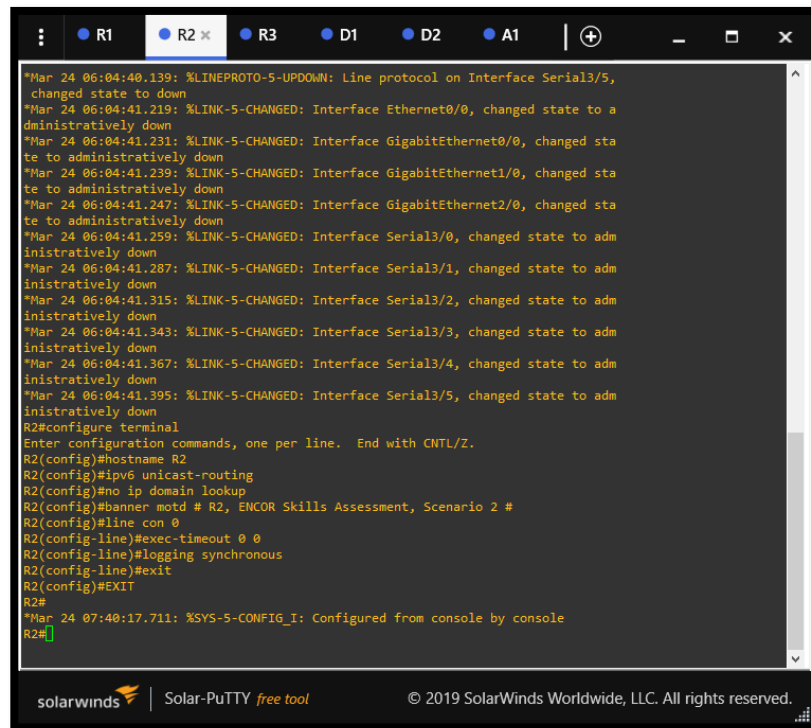 R1 R2 × R3 D1 D2 A1
*Mar 24 06:04:40.139: %LINEPROTO-5-UPDOWN: Line protocol on Interface Serial3/5,
 changed state to down
*Mar 24 06:04:41.219: %LINK-5-CHANGED: Interface Ethernet0/0, changed state to a
dministratively down
*Mar 24 06:04:41.231: %LINK-5-CHANGED: Interface GigabitEthernet0/0, changed sta
te to administratively down
*Mar 24 06:04:41.239: %LINK-5-CHANGED: Interface GigabitEthernet1/0, changed sta
te to administratively down
*Mar 24 06:04:41.247: %LINK-5-CHANGED: Interface GigabitEthernet2/0, changed sta
te to administratively down
*Mar 24 06:04:41.259: %LINK-5-CHANGED: Interface Serial3/0, changed state to adm
inistratively down
*Mar 24 06:04:41.287: %LINK-5-CHANGED: Interface Serial3/1, changed state to adm
inistratively down
*Mar 24 06:04:41.315: %LINK-5-CHANGED: Interface Serial3/2, changed state to adm
inistratively down
*Mar 24 06:04:41.343: %LINK-5-CHANGED: Interface Serial3/3, changed state to adm
inistratively down
*Mar 24 06:04:41.367: %LINK-5-CHANGED: Interface Serial3/4, changed state to adm
inistratively down
*Mar 24 06:04:41.395: %LINK-5-CHANGED: Interface Serial3/5, changed state to adm
inistratively down
R2#configure terminal
Enter configuration commands, one per line.  End with CNTL/Z.
R2(config)#hostname R2
R2(config)#ipv6 unicast-routing
R2(config)#no ip domain lookup
R2(config)#banner motd # R2, ENCOR Skills Assessment, Scenario 2 #
R2(config)#line con 0
R2(config-line)#exec-timeout 0 0
R2(config-line)#logging synchronous
R2(config-line)#exit
R2(config)#EXIT
R2#
*Mar 24 07:40:17.711: %SYS-5-CONFIG_I: Configured from console by console
R2#
solarwinds Solar-PuTTY free tool © 2019 SolarWinds Worldwide, LLC. All rights reserved.